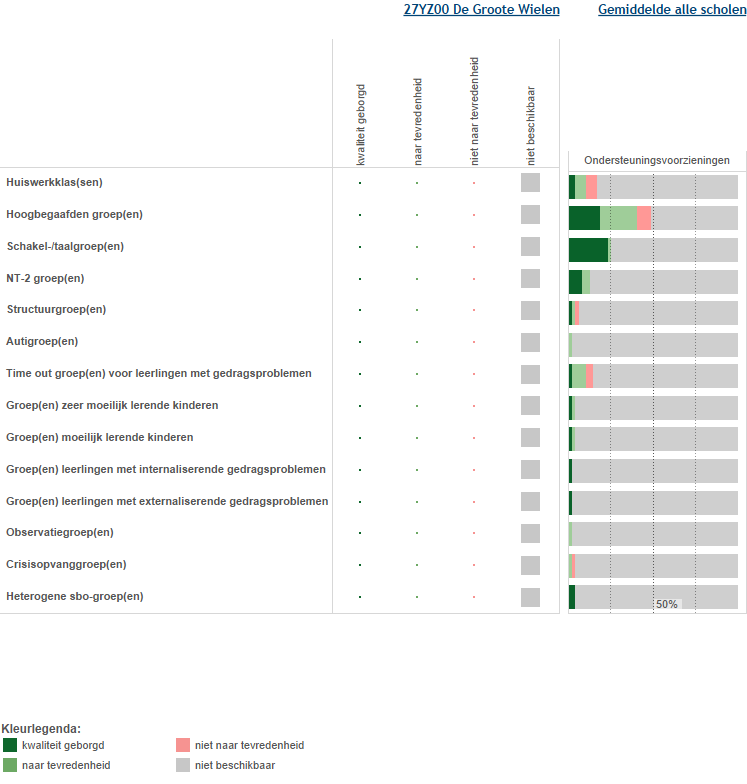 27YZ00 De Groote Wielen
Gemiddelde alle scholen
kwaliteit geborgd
naar tevredenheid
niet naar tevredenheid
niet beschikbaar
Ondersteuningsvoorzieningen
Huiswerkklas(sen)
Hoogbegaafden groep(en)
Schakel-/taalgroep(en)
NT-2 groep(en)
Structuurgroep(en)
Autigroep(en)
Time out groep(en) voor leerlingen met gedragsproblemen
Groep(en) zeer moeilijk lerende kinderen
Groep(en) moeilijk lerende kinderen
Groep(en) leerlingen met internaliserende gedragsproblemen
Groep(en) leerlingen met externaliserende gedragsproblemen
Observatiegroep(en)
Crisisopvanggroep(en)
Heterogene sbo-groep(en)
50%
Kleurlegenda:
kwaliteit geborgd
niet naar tevredenheid
naar tevredenheid
niet beschikbaar